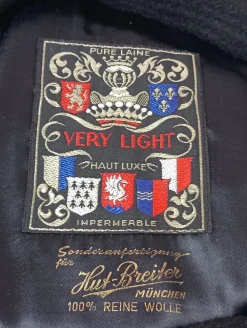 PURE LAINE
VERY LIGHT
HAUT LUXE
IMPERMEABLE
Sonderanfertigung
für
Hut-Breiter
MÜNCHEN
100% REINE WOLLE